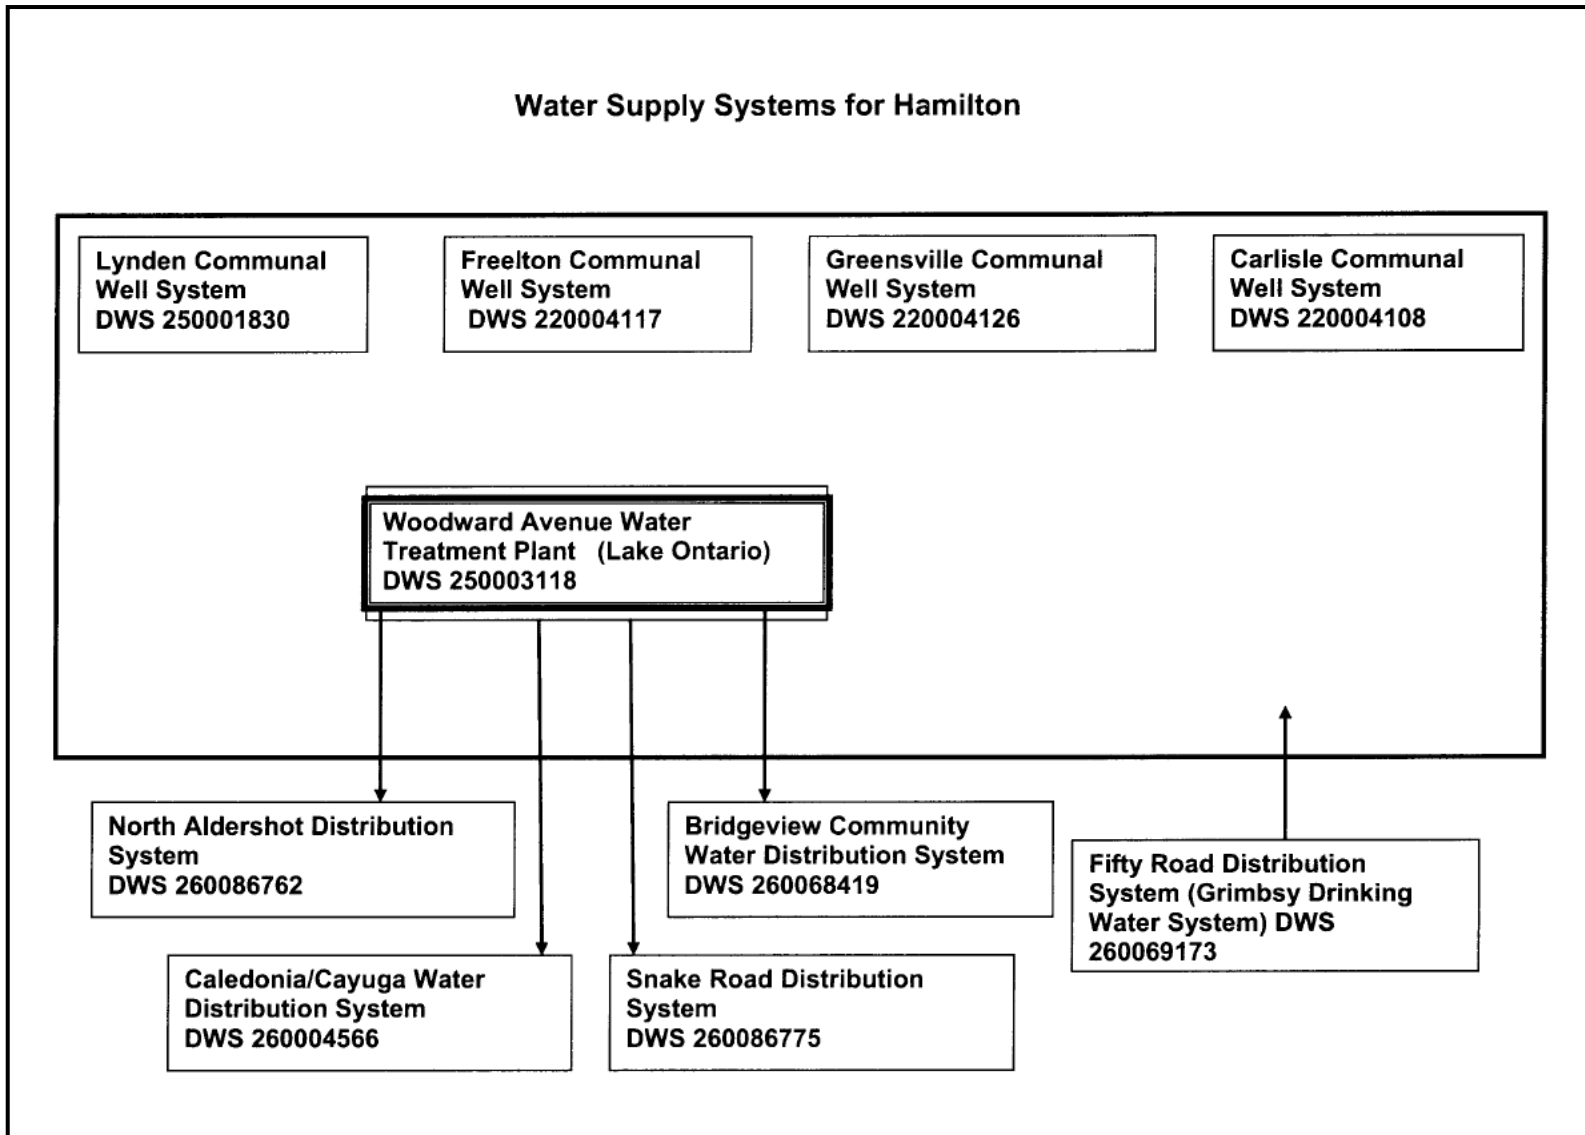 Water Supply Systems for Hamilton
Lynden Communal
Well System
DWS 250001830
Freelton Communal
Well System
DWS 220004117
Greensville Communal
Well System
DWS 220004126
Carlisle Communal
Well System
DWS 220004108
Woodward Avenue Water
Treatment Plant (Lake Ontario)
DWS 250003118
North Aldershot Distribution
System
DWS 260086762
Bridgeview Community
Water Distribution System
DWS 260068419
Fifty Road Distribution
System (Grimbsy Drinking
Water System) DWS
260069173
Caledonia/Cayuga Water
Distribution System
DWS 260004566
Snake Road Distribution
System
DWS 260086775